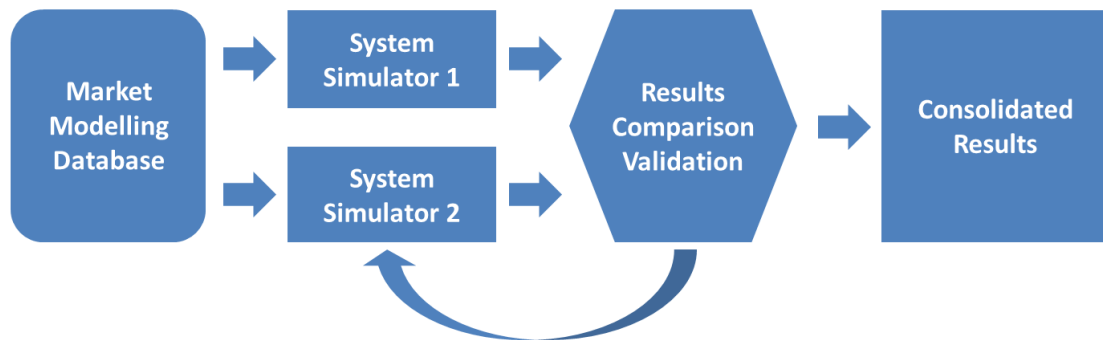 Market
Modelling
Database
System
Simulator 1
System
Simulator 2
Results
Comparison
Validation
Consolidated
Results